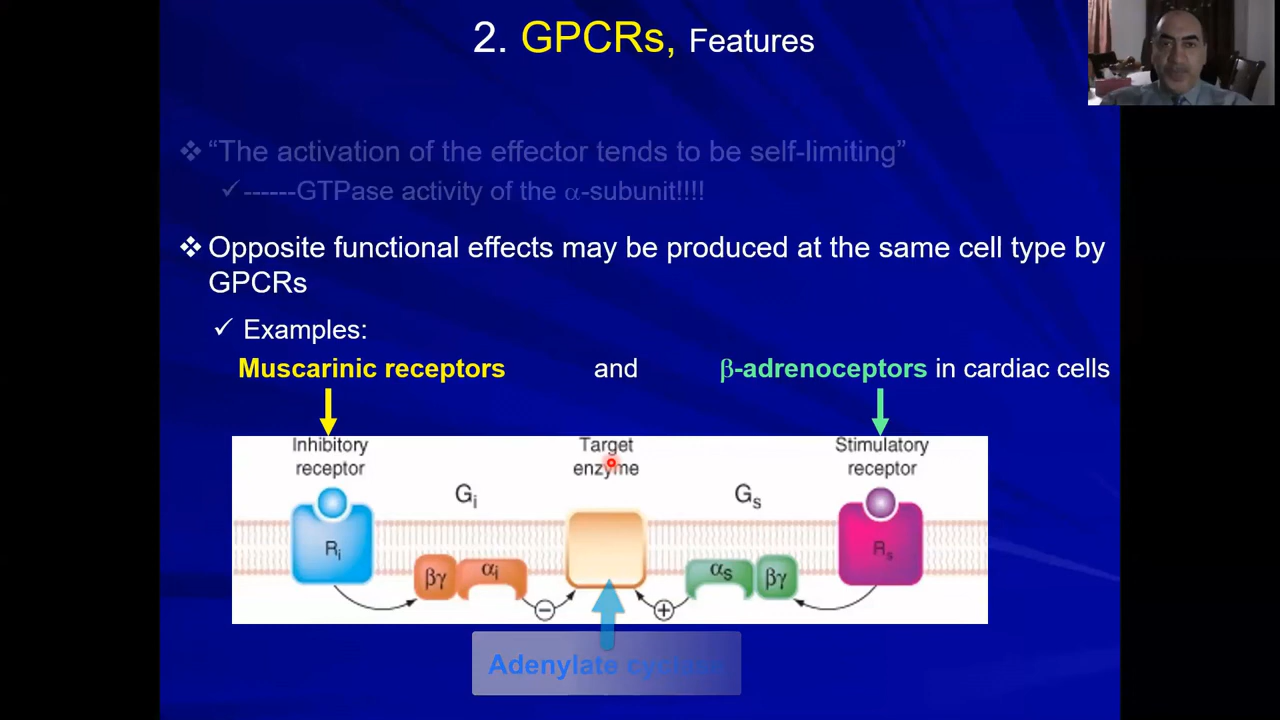 2. GPCRs, Features
❖ “The activation of the effector tends to be self-limiting”
✓------GTPase activity of the α-subunit!!!!
❖ Opposite functional effects may be produced at the same cell type by
GPCRs
✓ Examples:
Muscarinic receptors and β-adrenoceptors in cardiac cells
Inhibitory receptor
Target enzyme
Stimulatory receptor
Gi
Gs
Ri
Rs
βγ αi
αs βγ
− +
Adenylate cyclase